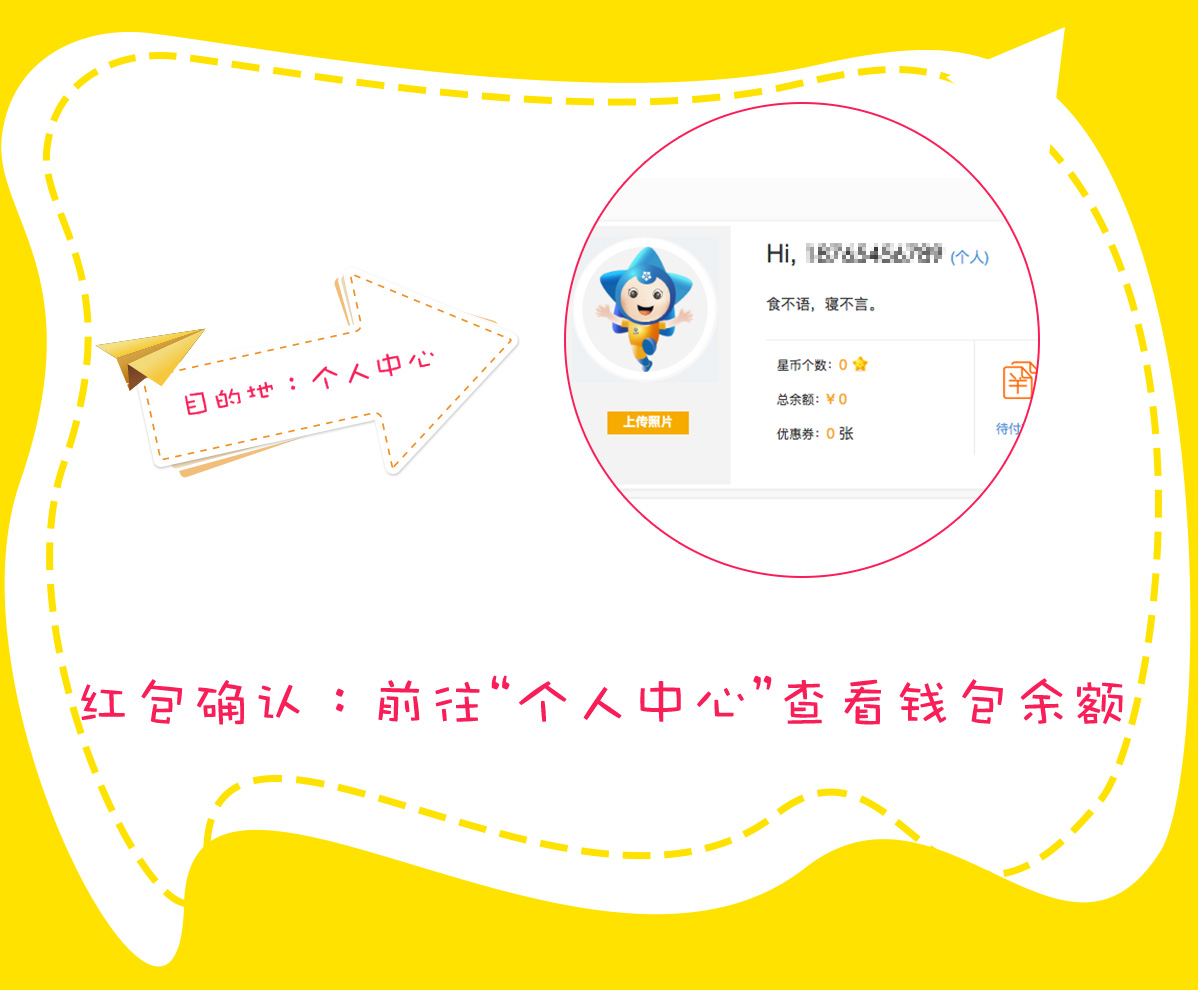 Hi, (个人)
食不语，寝不言。
目的地：个人中心
星币个数：0
总余额：¥ 0
优惠券：0 张
待付
上传照片
红包确认：前往“个人中心”查看钱包余额